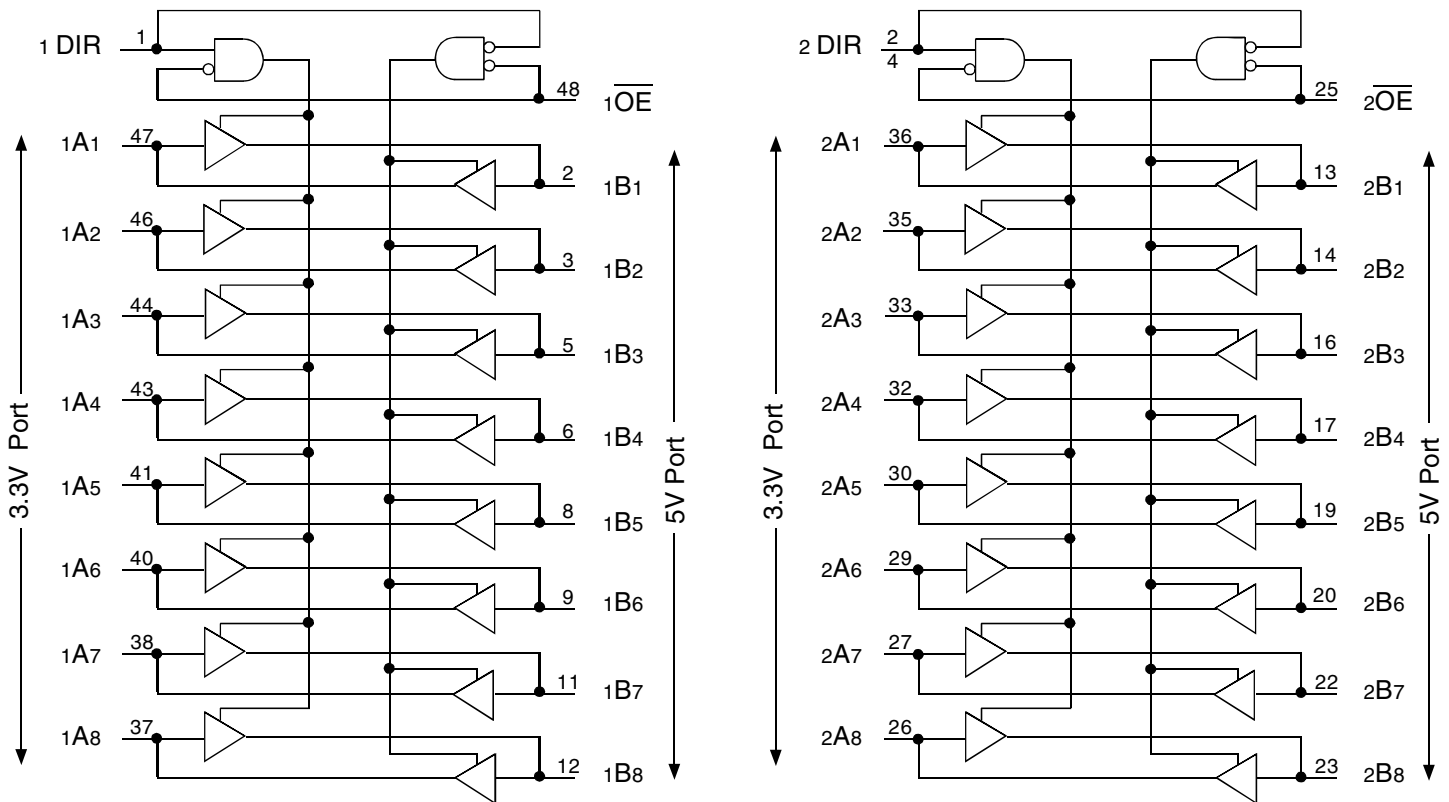 1 DIR 1
48 1OE
1A1 47
2 1B1
1A2 46
3 1B2
1A3 44
5 1B3
1A4 43
6 1B4
1A5 41
8 1B5
1A6 40
9 1B6
1A7 38
11 1B7
1A8 37
12 1B8
3.3V Port
5V Port
2 DIR 2
4
25 2OE
2A1 36
13 2B1
2A2 35
14 2B2
2A3 33
16 2B3
2A4 32
17 2B4
2A5 30
19 2B5
2A6 29
20 2B6
2A7 27
22 2B7
2A8 26
23 2B8
3.3V Port
5V Port